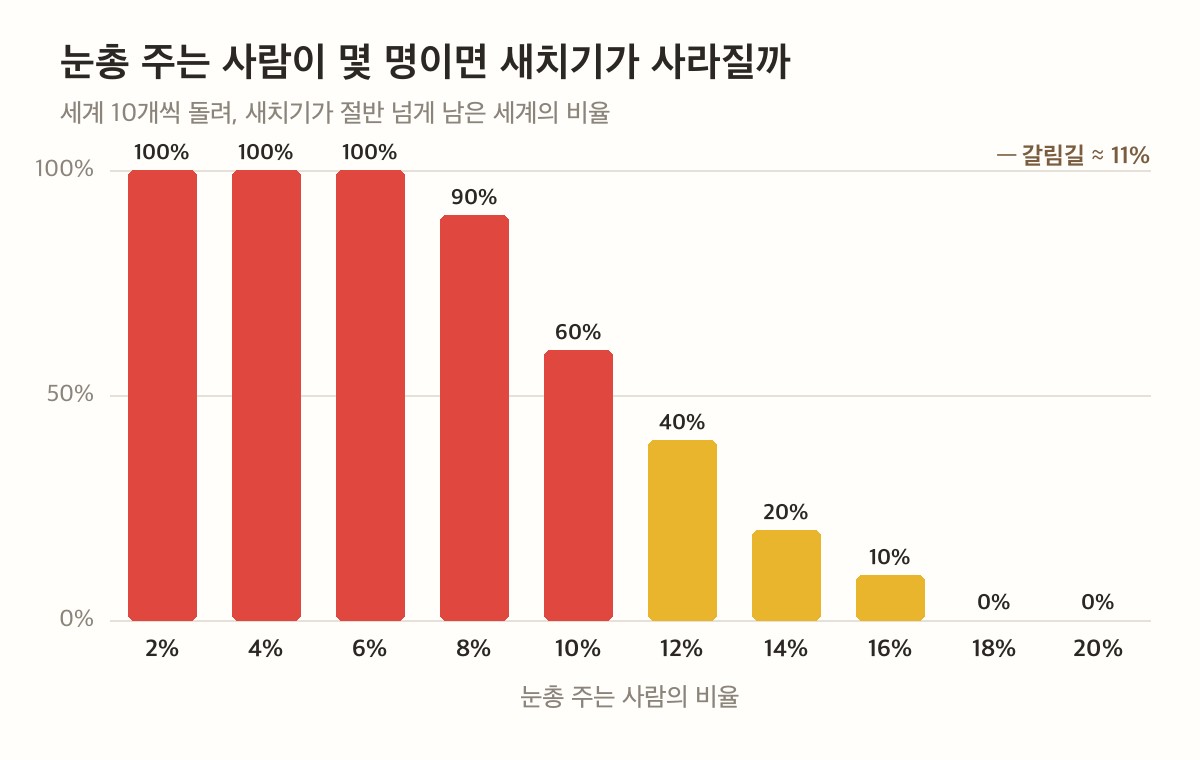 눈총 주는 사람이 몇 명이면 새치기가 사라질까
세계 10개씩 돌려, 새치기가 절반 넘게 남은 세계의 비율
— 갈림길 ≈ 11%
100% 100% 100% 90% 60% 40% 20% 10% 0% 0%
100%
50%
0%
2% 4% 6% 8% 10% 12% 14% 16% 18% 20%
눈총 주는 사람의 비율